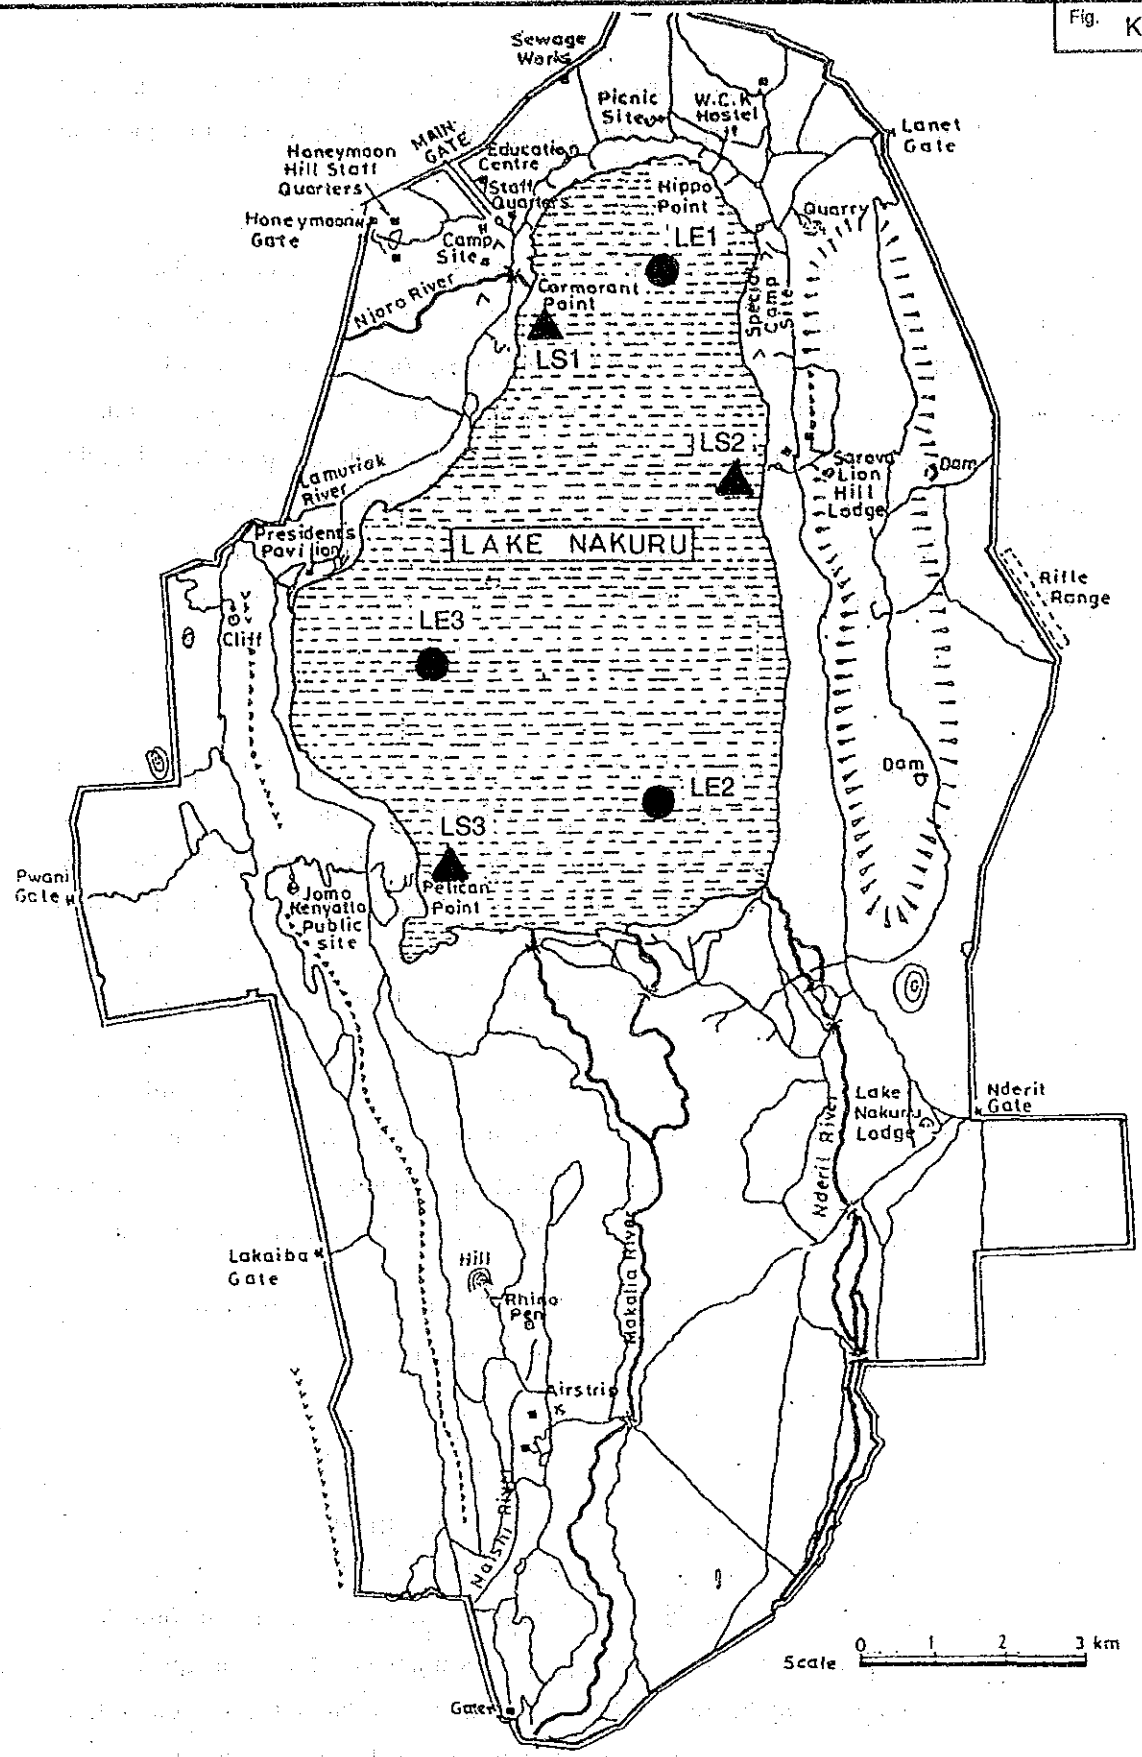 Fig. K
Sewage
Works
Picnic
Site
W.C.K
Hostel
Lanet
Gate
MAIN
GATE
Education
Centre
Honeymoon
Hill Staff
Quarters
Staff
Quarters
Hippo
Point
Quarry
Honeymoon
Gate
Camp
Site
LE1
Njoro River
Cormorant
Point
Special
Camp
Site
LS1
LS2
Sarova
Lion
Hill
Lodge
Dam
Lamuriak
River
Presidents
Pavilion
LAKE NAKURU
Rifle
Range
LE3
Cliff
Dam
LE2
LS3
Pwani
Gate
Jomo
Kenyatta
Public
site
Pelican
Point
Nderit
Gate
Lake
Nakuru
Lodge
Nderit River
Makalia River
Lakaiba
Gate
Hill
Rhino
Pen
Airstrip
Naishi River
Scale
0 1 2 3 km
Gate